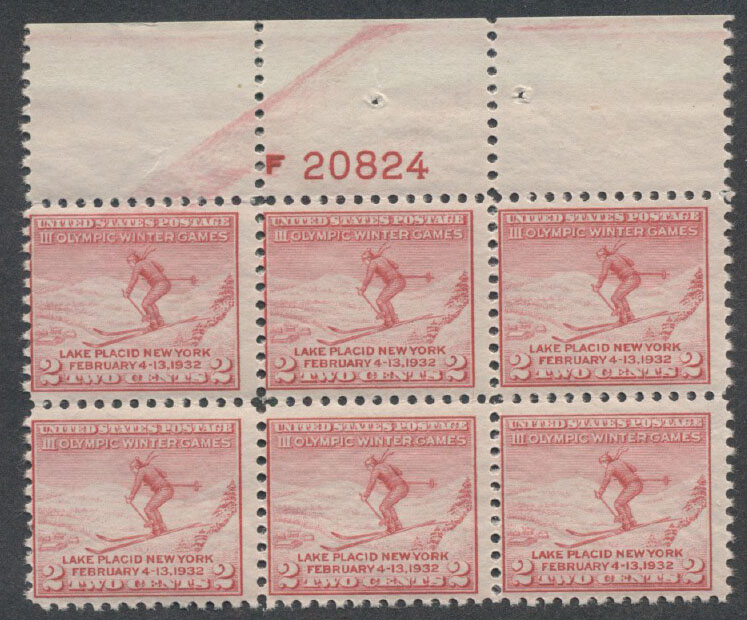 F 20824
UNITED STATES POSTAGE
III OLYMPIC WINTER GAMES
LAKE PLACID NEW YORK
2 FEBRUARY 4-13, 1932 2
TWO CENTS
UNITED STATES POSTAGE
III OLYMPIC WINTER GAMES
LAKE PLACID NEW YORK
2 FEBRUARY 4-13, 1932 2
TWO CENTS
UNITED STATES POSTAGE
III OLYMPIC WINTER GAMES
LAKE PLACID NEW YORK
2 FEBRUARY 4-13, 1932 2
TWO CENTS
UNITED STATES POSTAGE
III OLYMPIC WINTER GAMES
LAKE PLACID NEW YORK
2 FEBRUARY 4-13, 1932 2
TWO CENTS
UNITED STATES POSTAGE
III OLYMPIC WINTER GAMES
LAKE PLACID NEW YORK
2 FEBRUARY 4-13, 1932 2
TWO CENTS
UNITED STATES POSTAGE
III OLYMPIC WINTER GAMES
LAKE PLACID NEW YORK
2 FEBRUARY 4-13, 1932 2
TWO CENTS